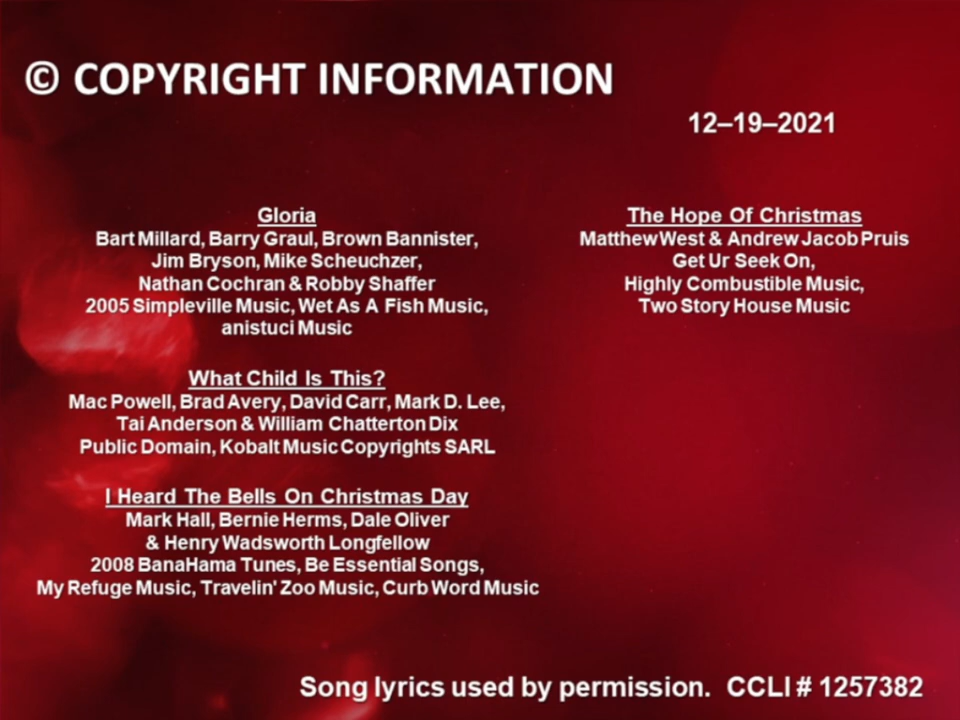 © COPYRIGHT INFORMATION
12–19–2021
Gloria
Bart Millard, Barry Graul, Brown Bannister,
Jim Bryson, Mike Scheuchzer,
Nathan Cochran & Robby Shaffer
2005 Simpleville Music, Wet As A Fish Music,
anistuci Music
What Child Is This?
Mac Powell, Brad Avery, David Carr, Mark D. Lee,
Tai Anderson & William Chatterton Dix
Public Domain, Kobalt Music Copyrights SARL
I Heard The Bells On Christmas Day
Mark Hall, Bernie Herms, Dale Oliver
& Henry Wadsworth Longfellow
2008 BanaHama Tunes, Be Essential Songs,
My Refuge Music, Travelin' Zoo Music, Curb Word Music
The Hope Of Christmas
Matthew West & Andrew Jacob Pruis
Get Ur Seek On,
Highly Combustible Music,
Two Story House Music
Song lyrics used by permission. CCLI # 1257382